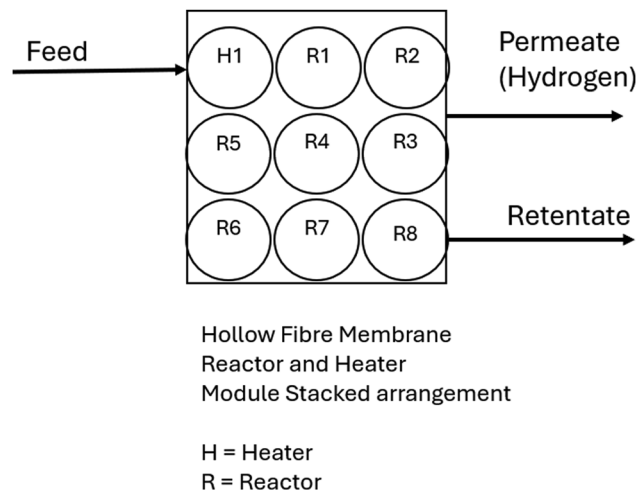 Feed
H1 R1 R2
Permeate
(Hydrogen)
R5 R4 R3
R6 R7 R8
Retentate
Hollow Fibre Membrane
Reactor and Heater
Module Stacked arrangement
H = Heater
R = Reactor